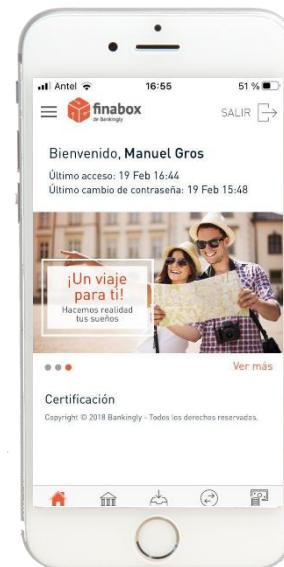 Antel 16:55 51 %
finabox
de Bankingly
SALIR
Bienvenido, Manuel Gros
Último acceso: 19 Feb 16:44
Último cambio de contraseña: 19 Feb 15:48
¡Un viaje
para ti!
Hacemos realidad
tus sueños
Ver más
Certificación
Copyright © 2018 Bankingly - Todos los derechos reservados.